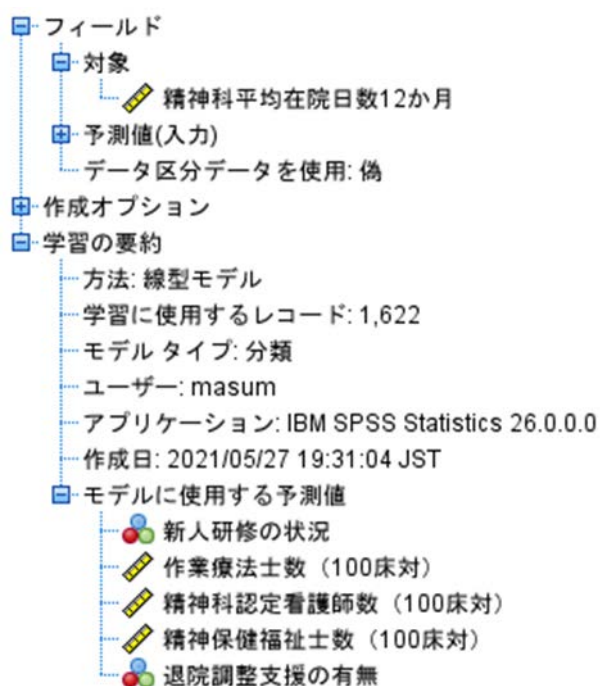 フィールド
対象
精神科平均在院日数12か月
予測値(入力)
データ区分データを使用: 偽
作成オプション
学習の要約
方法: 線型モデル
学習に使用するレコード: 1,622
モデル タイプ: 分類
ユーザー: masum
アプリケーション: IBM SPSS Statistics 26.0.0.0
作成日: 2021/05/27 19:31:04 JST
モデルに使用する予測値
新人研修の状況
作業療法士数（100床対）
精神科認定看護師数（100床対）
精神保健福祉士数（100床対）
退院調整支援の有無